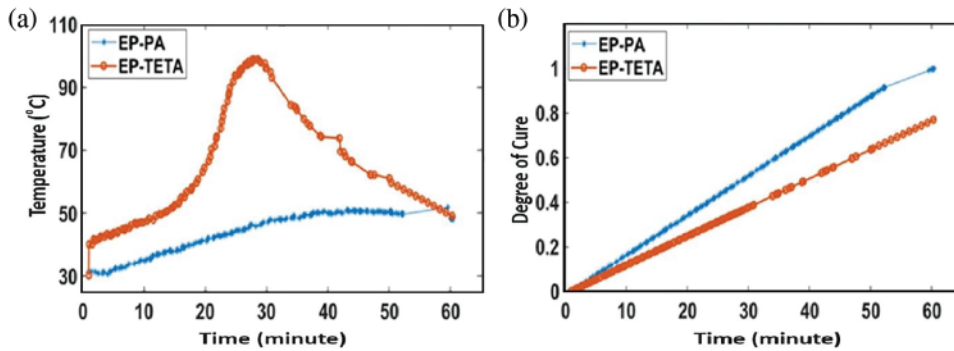 (a)
110
90
70
50
30
Temperature (°C)
EP-PA
EP-TETA
0 10 20 30 40 50 60
Time (minute)
(b)
1
0.8
0.6
0.4
0.2
0
Degree of Cure
EP-PA
EP-TETA
0 10 20 30 40 50 60
Time (minute)